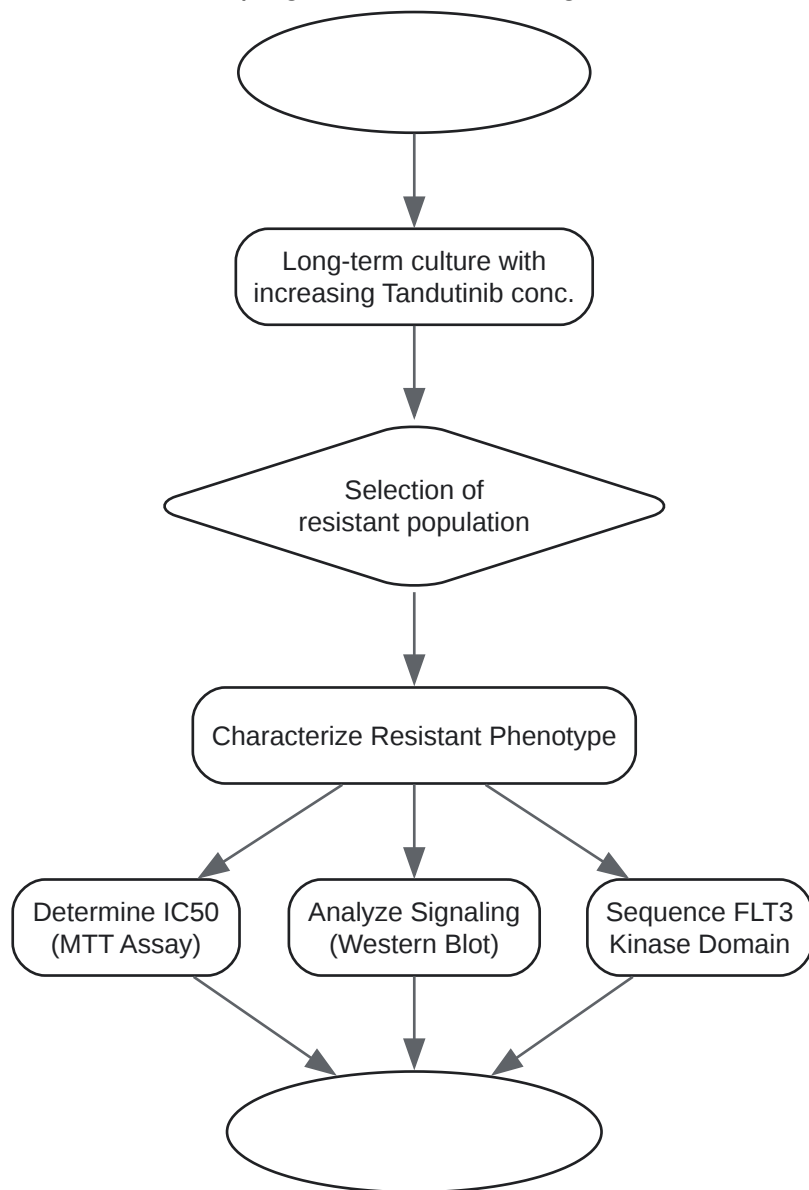 Long-term culture with
increasing Tandutinib conc.
Selection of
resistant population
Characterize Resistant Phenotype
Determine IC50
(MTT Assay)
Analyze Signaling
(Western Blot)
Sequence FLT3
Kinase Domain